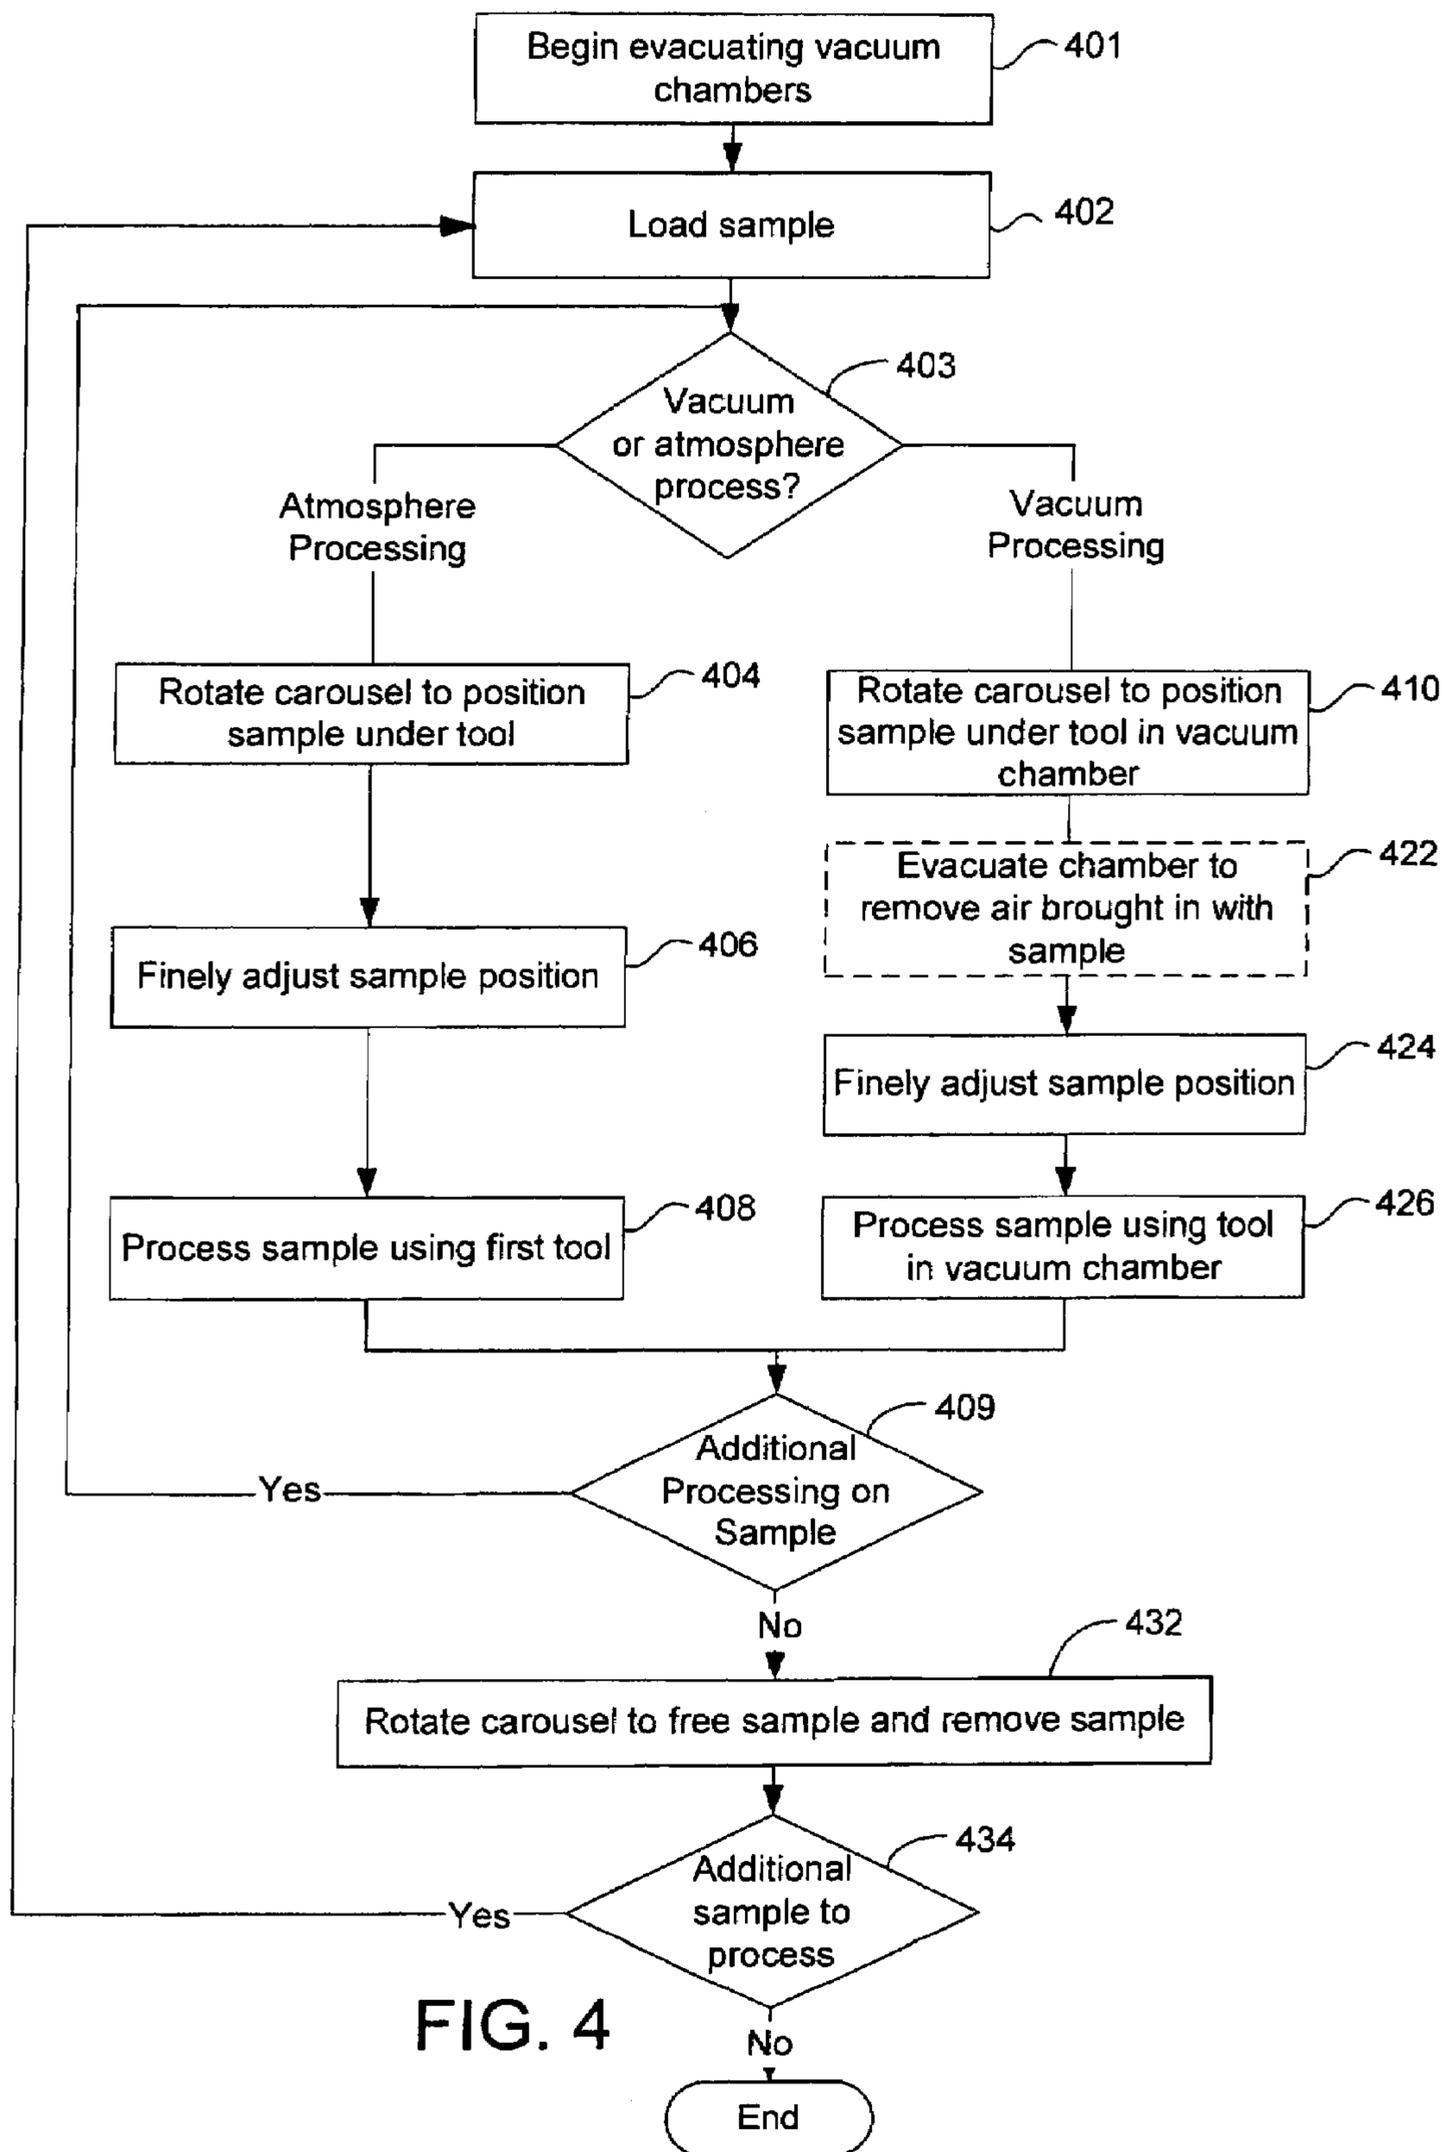 Begin evacuating vacuum
chambers
401
Load sample
402
Vacuum
or atmosphere
process?
403
Atmosphere
Processing
Vacuum
Processing
Rotate carousel to position
sample under tool
404
Rotate carousel to position
sample under tool in vacuum
chamber
410
Evacuate chamber to
remove air brought in with
sample
422
Finely adjust sample position
406
Finely adjust sample position
424
Process sample using first tool
408
Process sample using tool
in vacuum chamber
426
Additional
Processing on
Sample
409
Yes
No
Rotate carousel to free sample and remove sample
432
Additional
sample to
process
434
Yes
No
End
FIG. 4